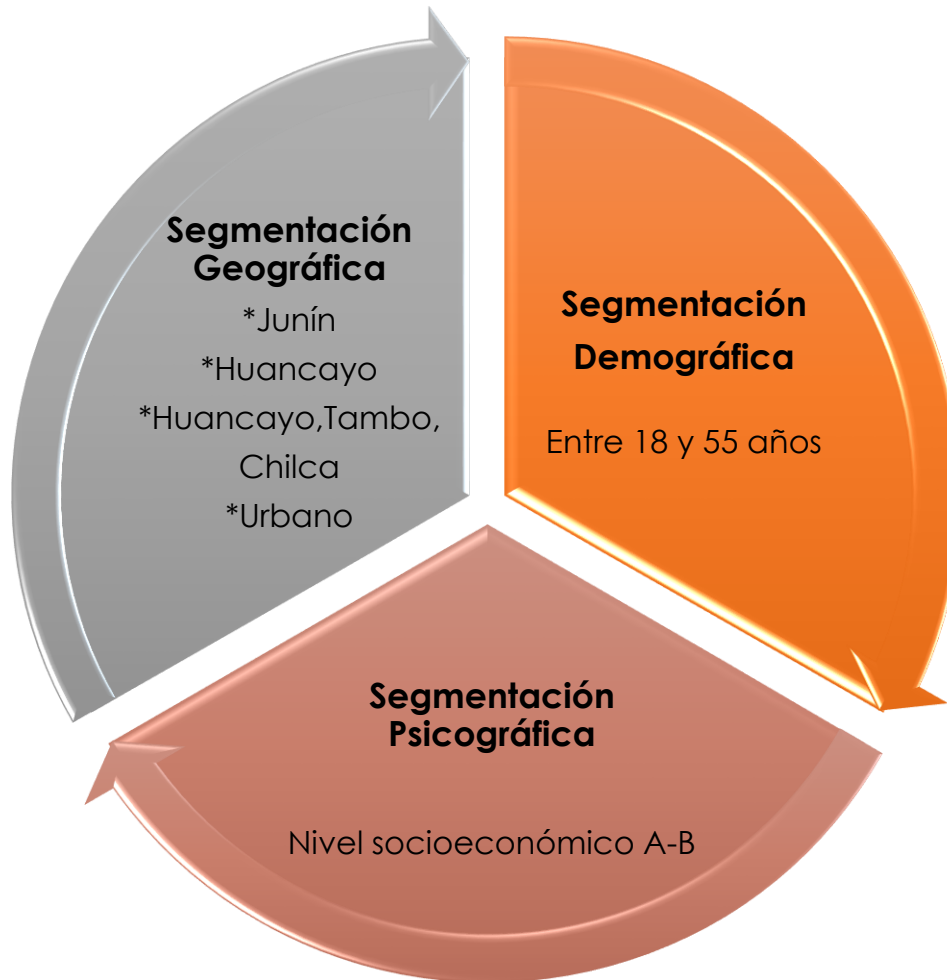 Segmentación
Geográfica
*Junín
*Huancayo
*Huancayo,Tambo,
Chilca
*Urbano
Segmentación
Demográfica
Entre 18 y 55 años
Segmentación
Psicográfica
Nivel socioeconómico A-B